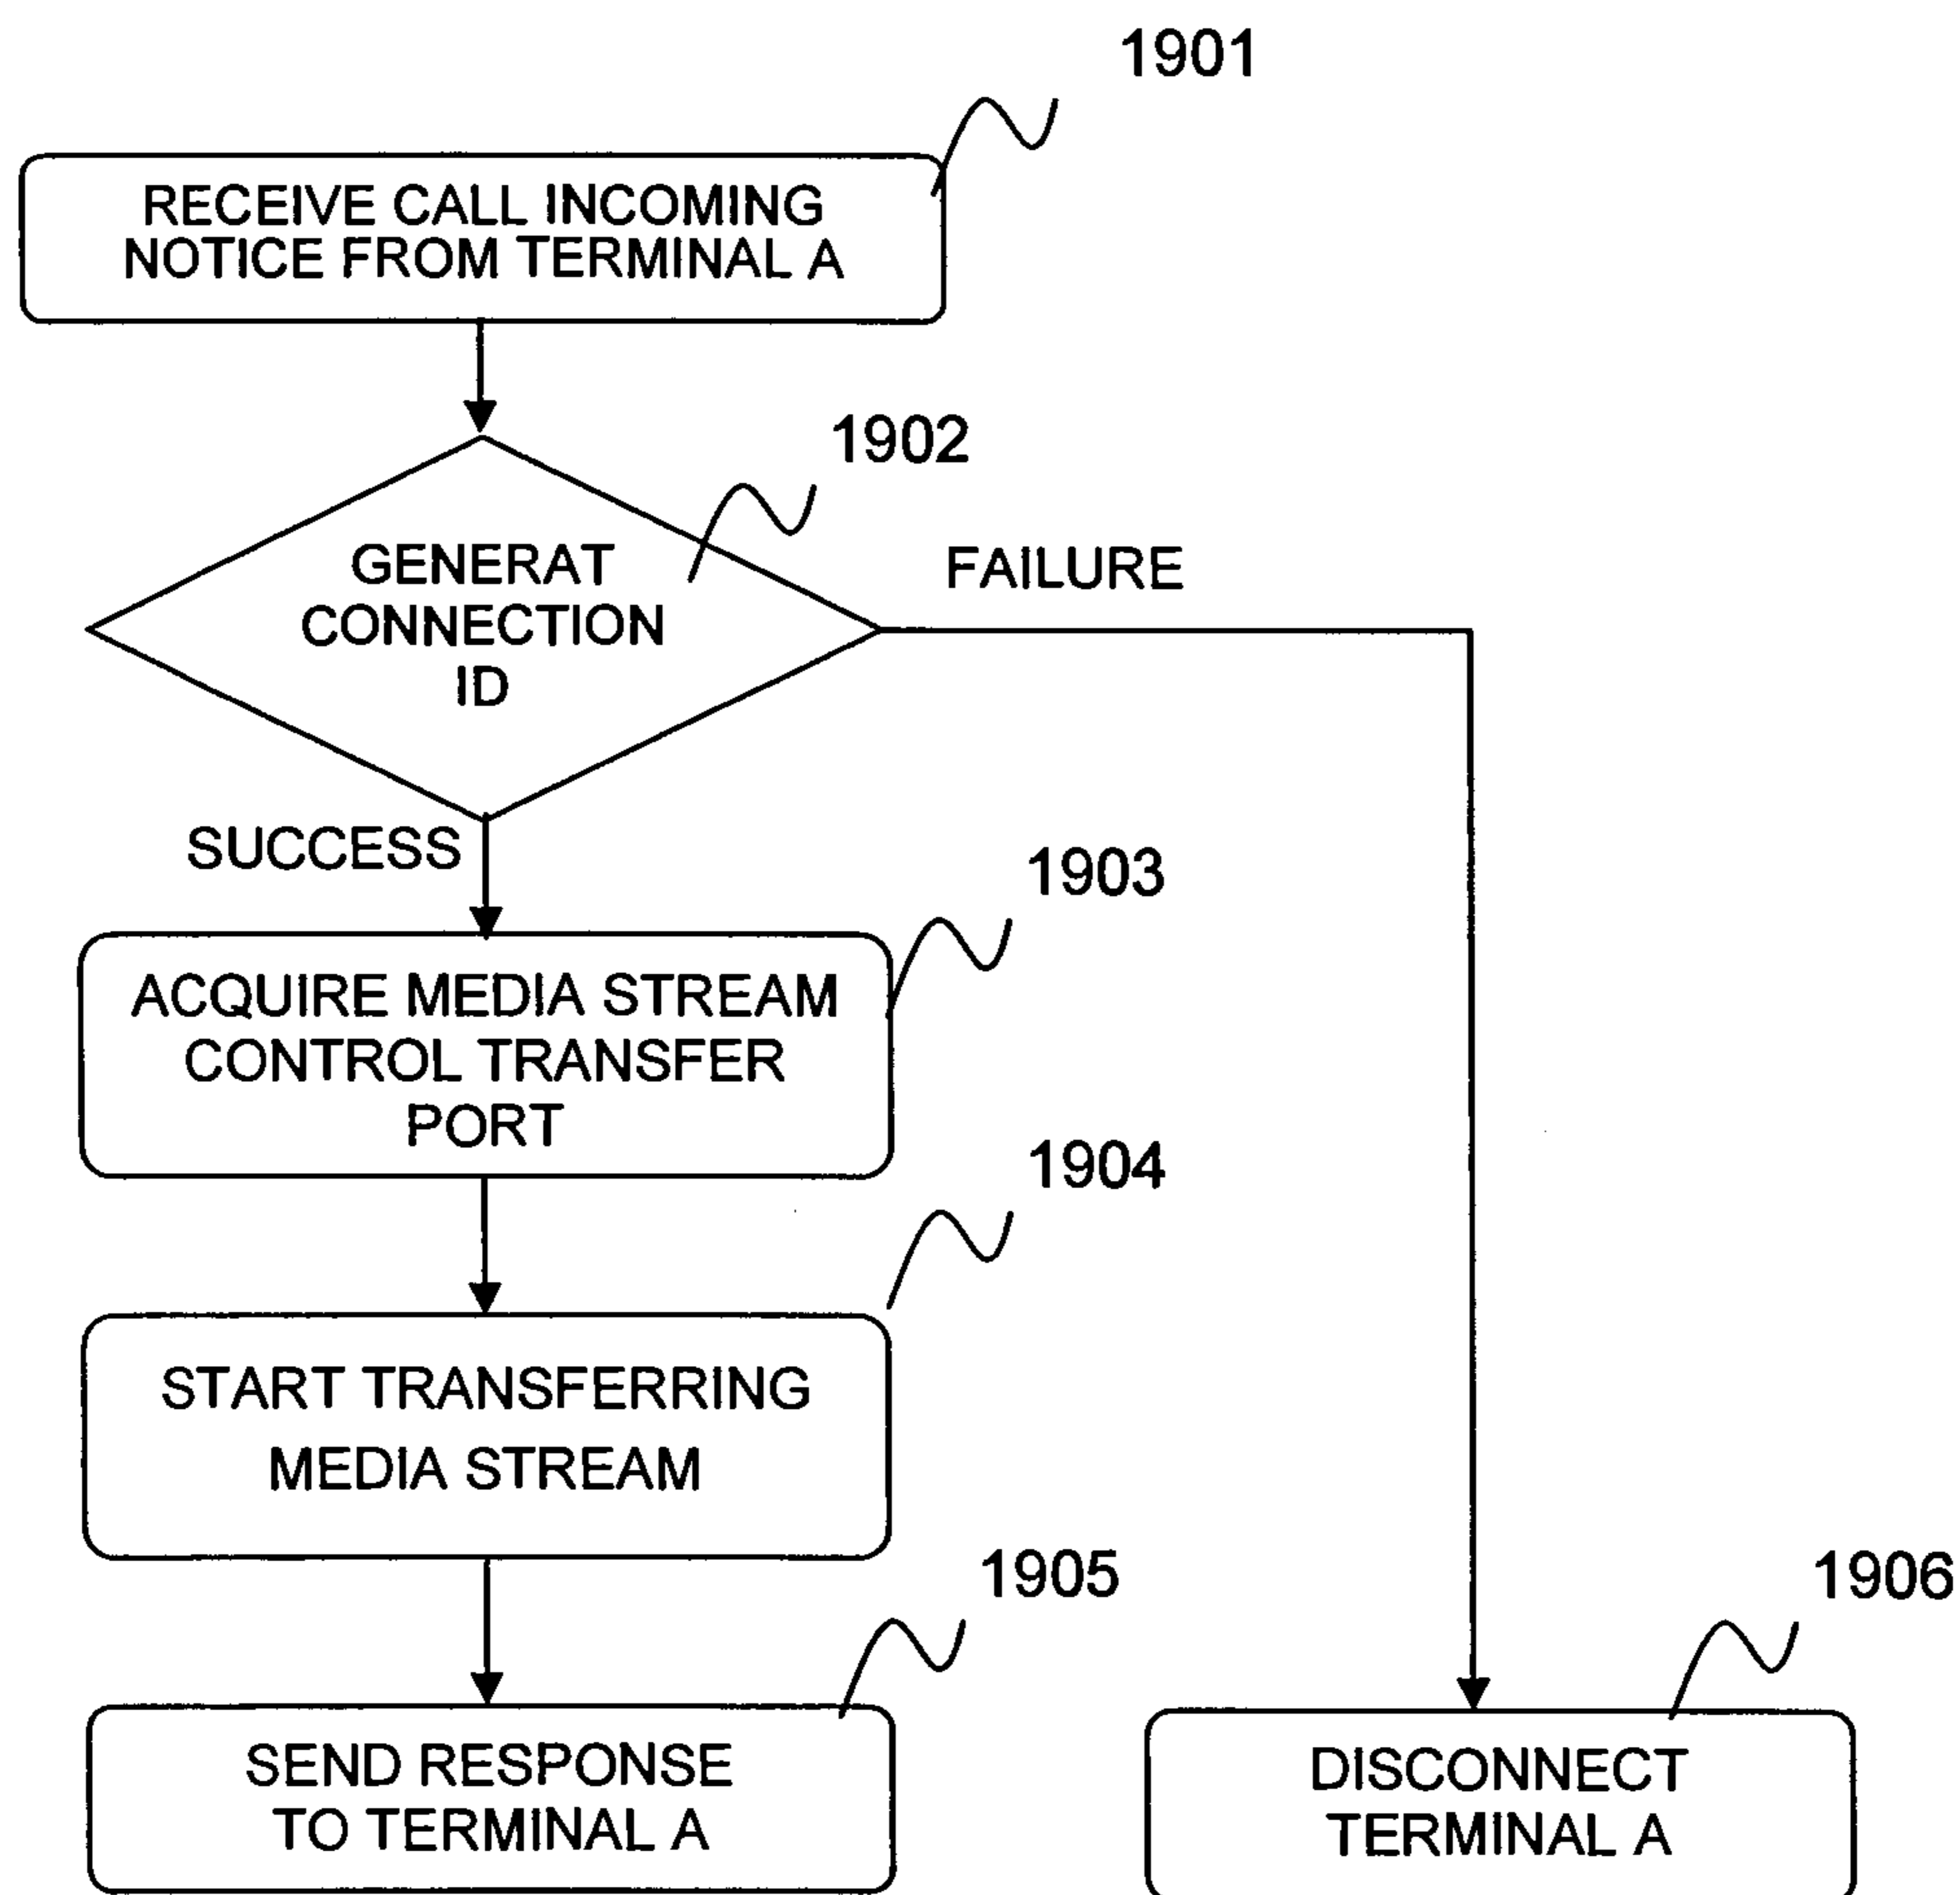 1901
RECEIVE CALL INCOMING
NOTICE FROM TERMINAL A
1902
GENERAT
CONNECTION
ID
FAILURE
SUCCESS
1903
ACQUIRE MEDIA STREAM
CONTROL TRANSFER
PORT
1904
START TRANSFERRING
MEDIA STREAM
1905
SEND RESPONSE
TO TERMINAL A
1906
DISCONNECT
TERMINAL A